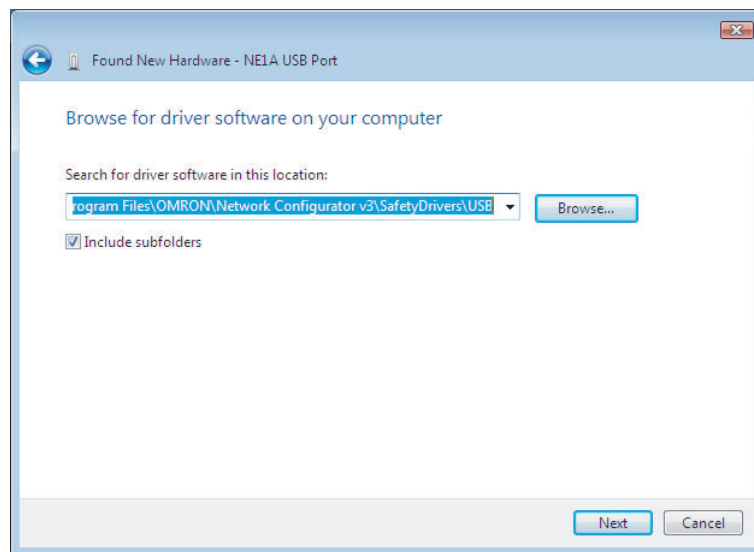 Found New Hardware - NE1A USB Port
Browse for driver software on your computer
Search for driver software in this location:
rogram Files\OMRON\Network Configurator v3\SafetyDrivers\USB
Browse...
Include subfolders
Next
Cancel